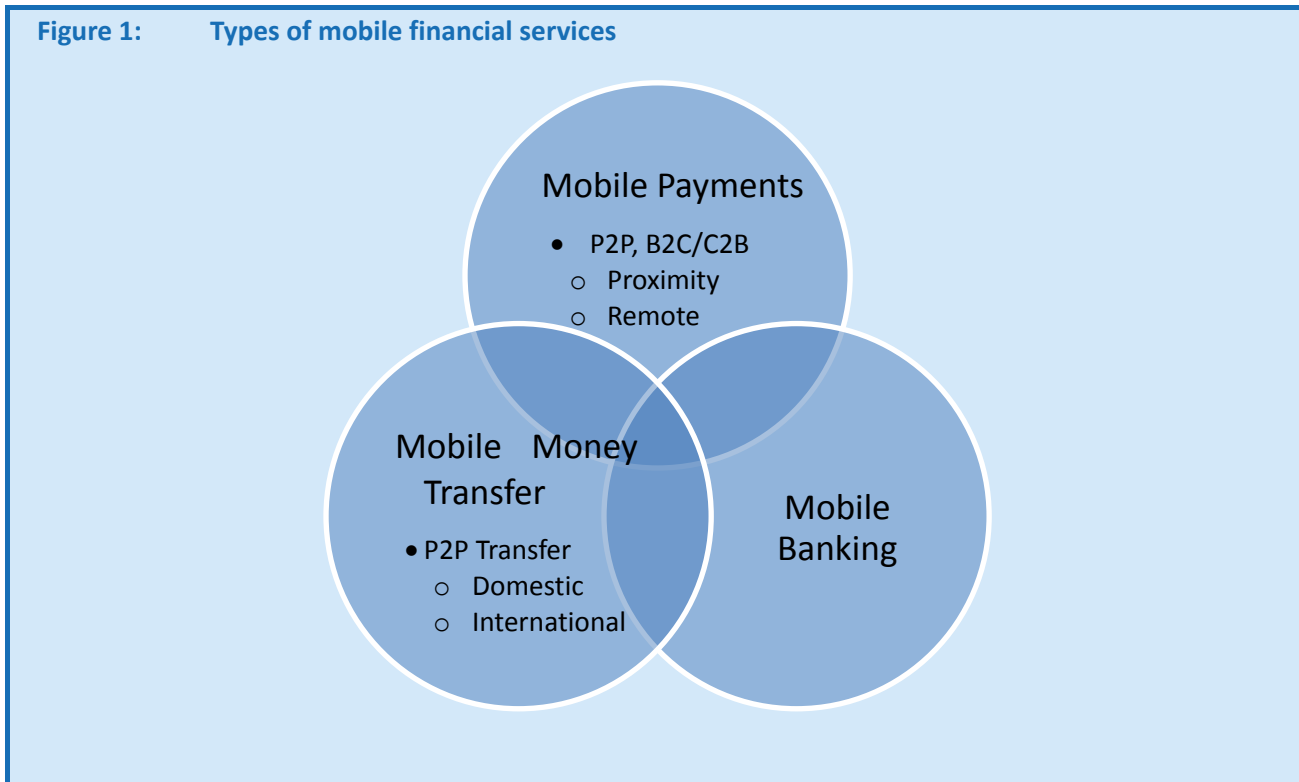 Figure 1: Types of mobile financial services
Mobile Payments
• P2P, B2C/C2B
o Proximity
o Remote
Mobile Money
Transfer
• P2P Transfer
o Domestic
o International
Mobile
Banking